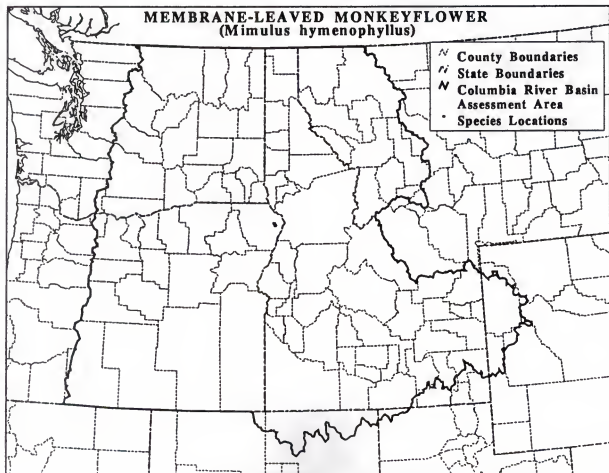 MEMBRANE-LEAVED MONKEYFLOWER
(Mimulus hymenophyllus)
County Boundaries
State Boundaries
Columbia River Basin
Assessment Area
Species Locations